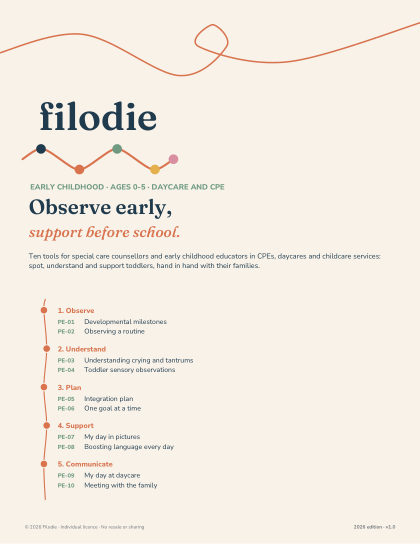 filodie
EARLY CHILDHOOD · AGES 0-5 · DAYCARE AND CPE
Observe early,
support before school.
Ten tools for special care counsellors and early childhood educators in CPEs, daycares and childcare services:
spot, understand and support toddlers, hand in hand with their families.
1. Observe
PE-01 Developmental milestones
PE-02 Observing a routine
2. Understand
PE-03 Understanding crying and tantrums
PE-04 Toddler sensory observations
3. Plan
PE-05 Integration plan
PE-06 One goal at a time
4. Support
PE-07 My day in pictures
PE-08 Boosting language every day
5. Communicate
PE-09 My day at daycare
PE-10 Meeting with the family
© 2026 Filodie · Individual licence · No resale or sharing
2026 edition · v1.0